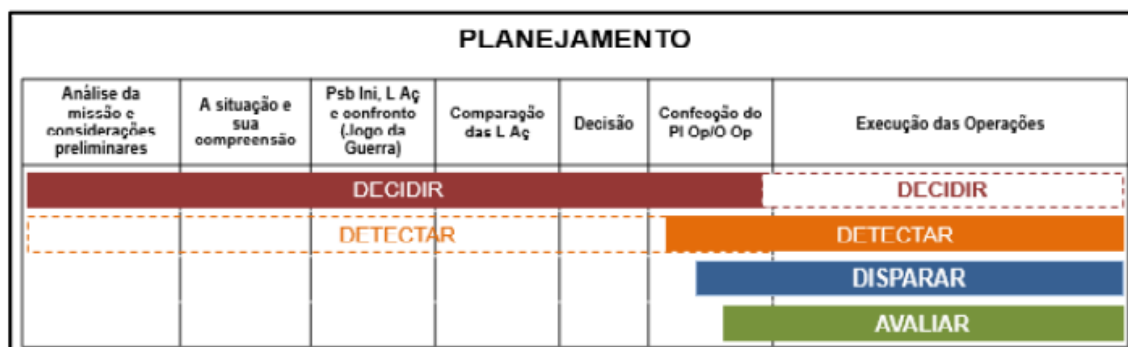 PLANEJAMENTO
Análise da
missão e
considerações
preliminares
A situação e
sua
compreensão
Psb Ini, L Aç
e confronto
(Jogo da
Guerra)
Comparação
das L Aç
Decisão
Confecção do
Pl Op/O Op
Execução das Operações
DECIDIR
DECIDIR
DETECTAR
DETECTAR
DISPARAR
AVALIAR